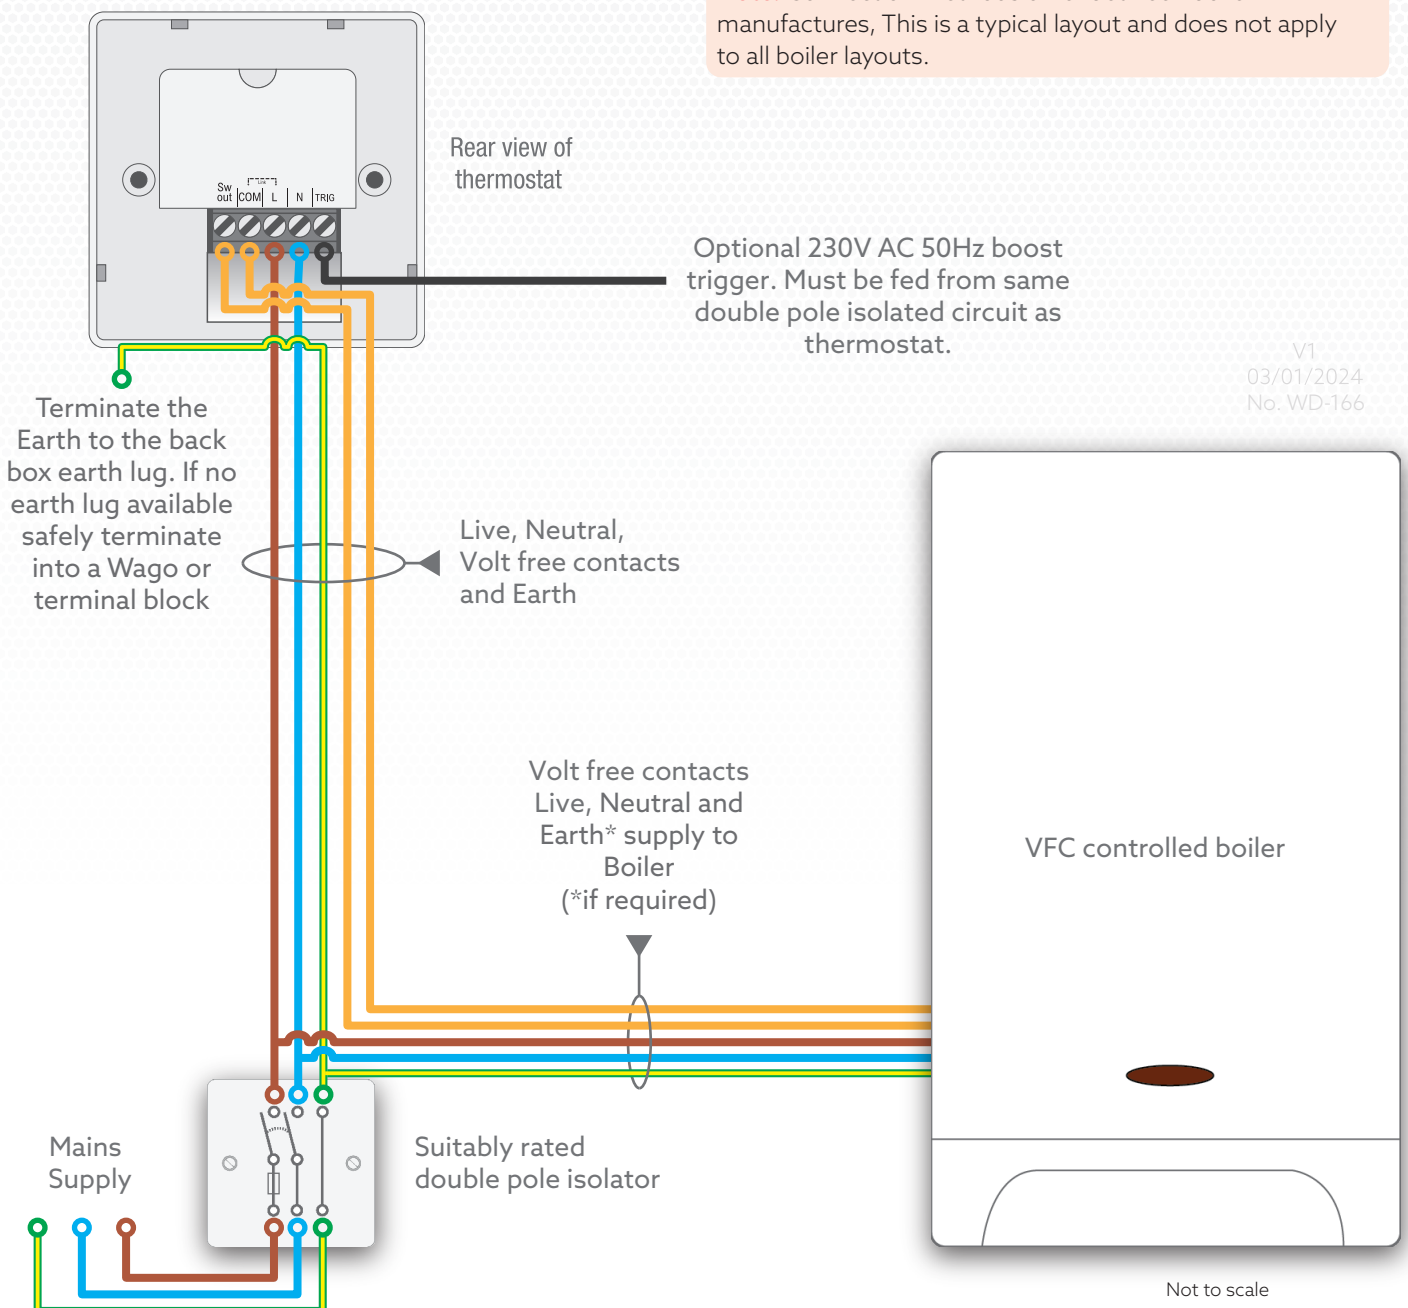 manufactures, This is a typical layout and does not apply
to all boiler layouts.
Rear view of
thermostat
Link
Sw
out COM L N TRIG
Optional 230V AC 50Hz boost
trigger. Must be fed from same
double pole isolated circuit as
thermostat.
V1
03/01/2024
No. WD-166
Terminate the
Earth to the back
box earth lug. If no
earth lug available
safely terminate
into a Wago or
terminal block
Live, Neutral,
Volt free contacts
and Earth
Volt free contacts
Live, Neutral and
Earth* supply to
Boiler
(*if required)
VFC controlled boiler
Mains
Supply
Suitably rated
double pole isolator
Not to scale